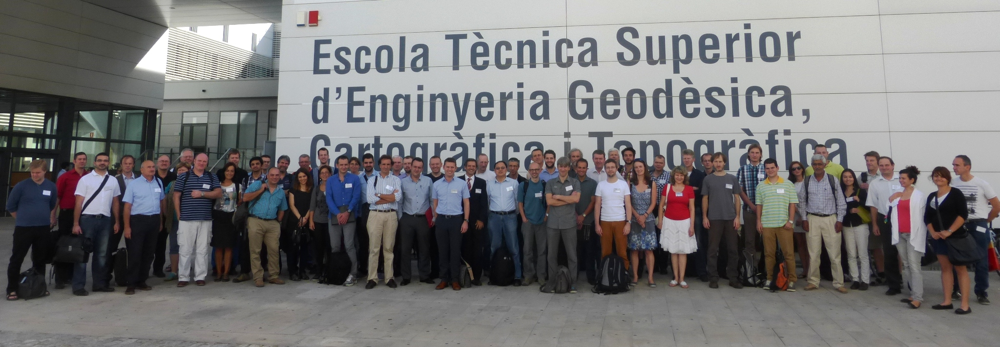 Escola Tècnica Superior
d'Enginyeria Geodèsica,
Cartogràfica i Topogràfica